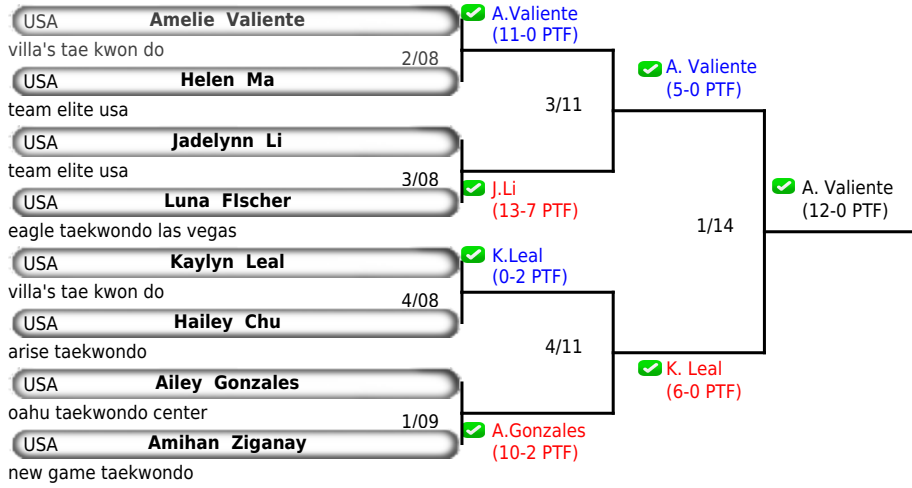 USA Amelie Valiente
villa's tae kwon do
2/08
USA Helen Ma
team elite usa
USA Jadelynn Li
team elite usa
3/08
USA Luna FIscher
eagle taekwondo las vegas
USA Kaylyn Leal
villa's tae kwon do
4/08
USA Hailey Chu
arise taekwondo
USA Ailey Gonzales
oahu taekwondo center
1/09
USA Amihan Ziganay
new game taekwondo
A.Valiente
(11-0 PTF)
3/11
J.Li
(13-7 PTF)
K.Leal
(0-2 PTF)
4/11
A.Gonzales
(10-2 PTF)
A. Valiente
(5-0 PTF)
1/14
K. Leal
(6-0 PTF)
A. Valiente
(12-0 PTF)